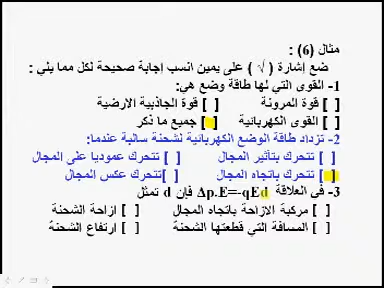 مثال (6) :
ضع إشارة ( √ ) على يمين انسب إجابة صحيحة لكل مما يلي :
1- القوى التي لها طاقة وضع هي:
[ ] قوة المرونة [ ] قوة الجاذبية الارضية
[ ] القوى الكهربائية [ ] جميع ما ذكر
2- تزداد طاقة الوضع الكهربائية لشحنة سالبة عندما:
[ ] تتحرك بتأثير المجال [ ] تتحرك عموديا على المجال
[ ] تتحرك باتجاه المجال [ ] تتحرك عكس المجال
3- في العلاقة Δp.E=-qEd فإن d تمثل
[ ] مركبة الازاحة باتجاه المجال [ ] ازاحة الشحنة
[ ] المسافة التي قطعتها الشحنة [ ] ارتفاع الشحنة